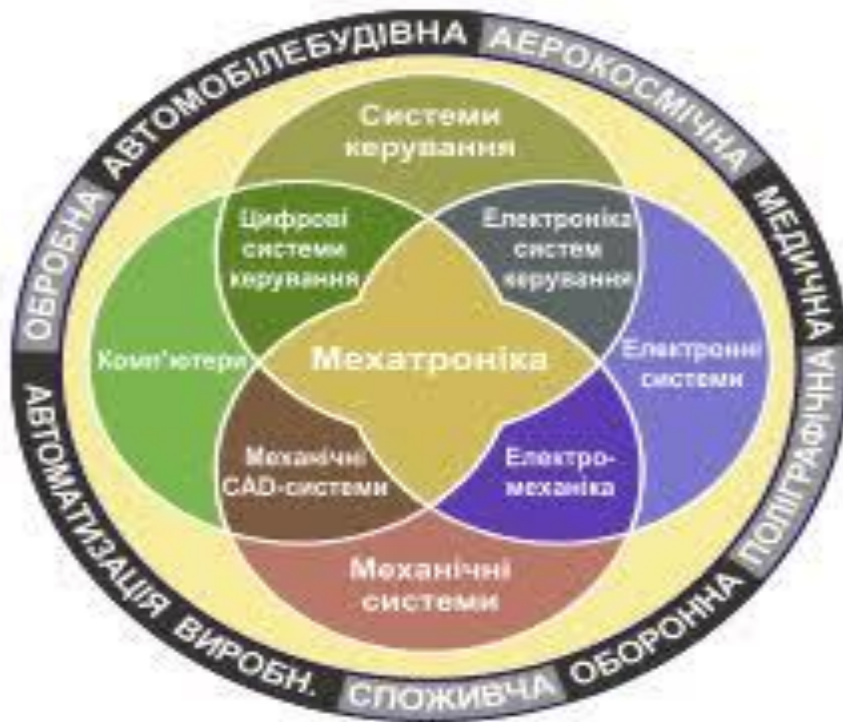 АВТОМОБІЛЕБУДІВНА
АЕРОКОСМІЧНА
МЕДИЧНА
ПОЛІГРАФІЧНА
ОБОРОННА
СПОЖИВЧА
АВТОМАТИЗАЦІЯ ВИРОБН.
ОБРОБНА
Системи
керування
Цифрові
системи
керування
Електроніка
систем
керування
Комп'ютери
Мехатроніка
Електронні
системи
Механічні
CAD-системи
Електро-
механіка
Механічні
системи